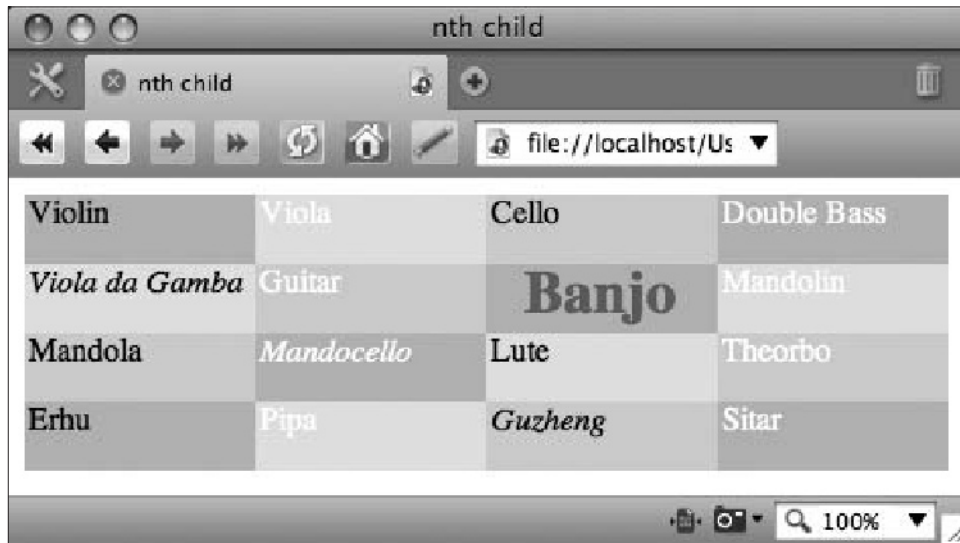 nth child
nth child
file://localhost/Us
Violin Viola Cello Double Bass
Viola da Gamba Guitar Banjo Mandolin
Mandola Mandocello Lute Theorbo
Erhu Pipa Guzheng Sitar
100%